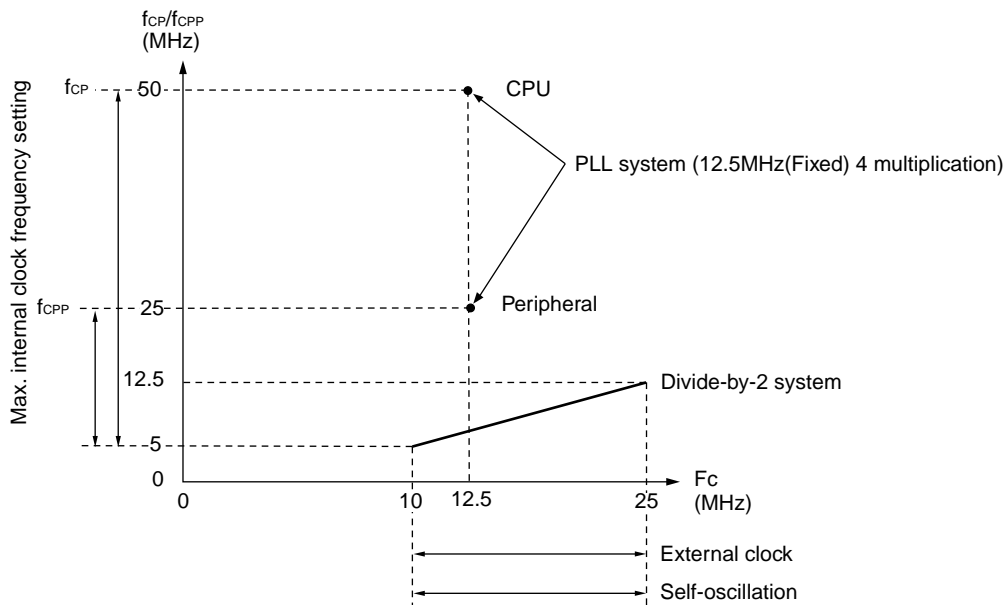 fCP/fCPP
(MHz)
Max. internal clock frequency setting
fCP
50
CPU
PLL system (12.5MHz(Fixed) 4 multiplication)
fCPP
25
Peripheral
12.5
Divide-by-2 system
5
0
Fc
(MHz)
0
10
12.5
25
External clock
Self-oscillation